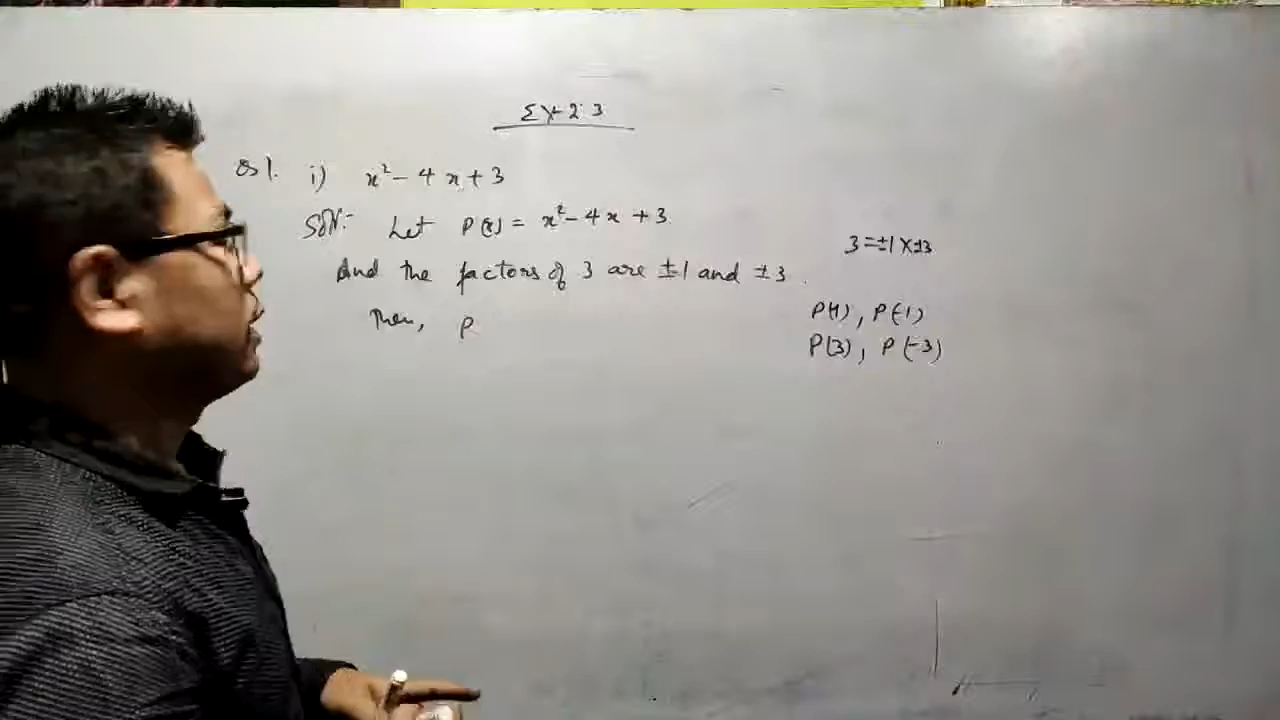 Ex-2.3
Qs1. i) x² - 4x + 3
Solⁿ:- Let P(x) = x² - 4x + 3
And the factors of 3 are ±1 and ±3.
Then, P
3 = ±1 × ±3
P(1), P(-1)
P(3), P(-3)